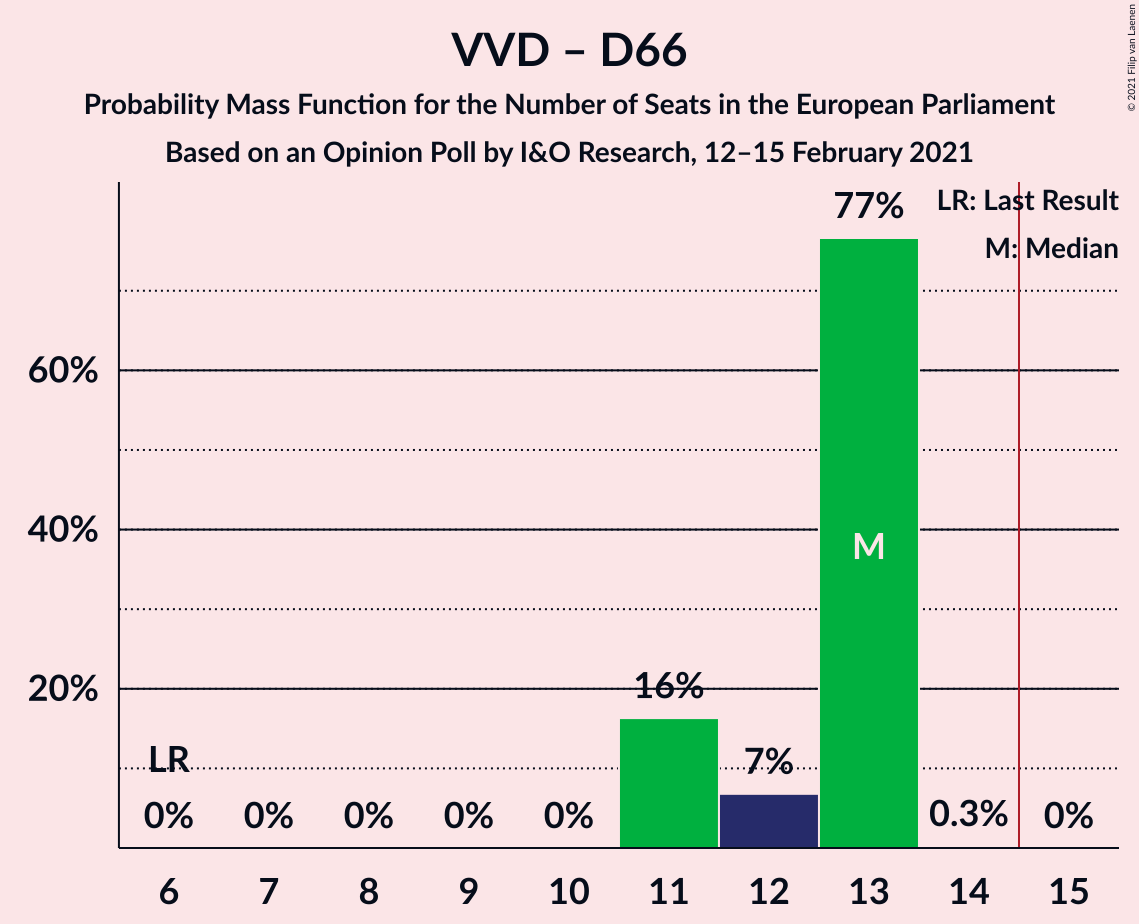 VVD – D66
Probability Mass Function for the Number of Seats in the European Parliament
Based on an Opinion Poll by I&O Research, 12–15 February 2021
© 2021 Filip van Laenen
LR: Last Result
M: Median
77%
60%
40%
M
20%
16%
LR
7%
0%
0%
0%
0%
0%
0.3%
0%
6
7
8
9
10
11
12
13
14
15